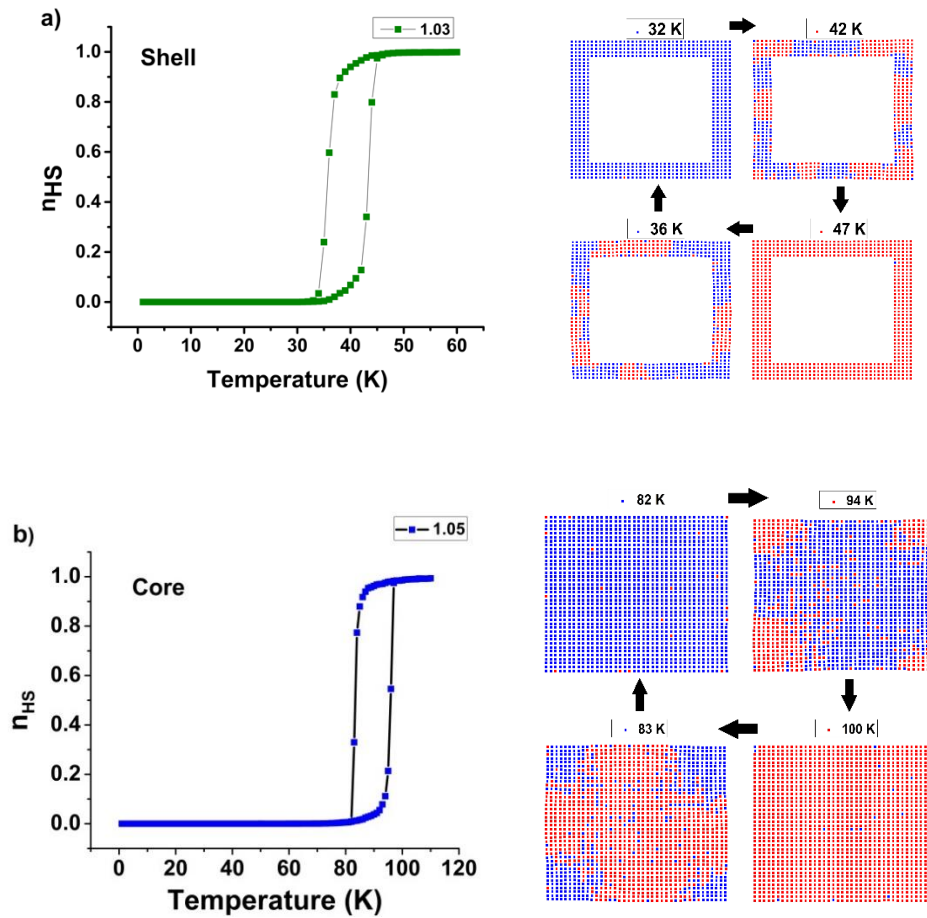 a)
1.03
Shell
1.0
0.8
0.6
0.4
0.2
0.0
nHS
0 10 20 30 40 50 60
Temperature (K)
32 K
42 K
36 K
47 K
b)
1.05
Core
1.0
0.8
0.6
0.4
0.2
0.0
nHS
0 20 40 60 80 100 120
Temperature (K)
82 K
94 K
83 K
100 K